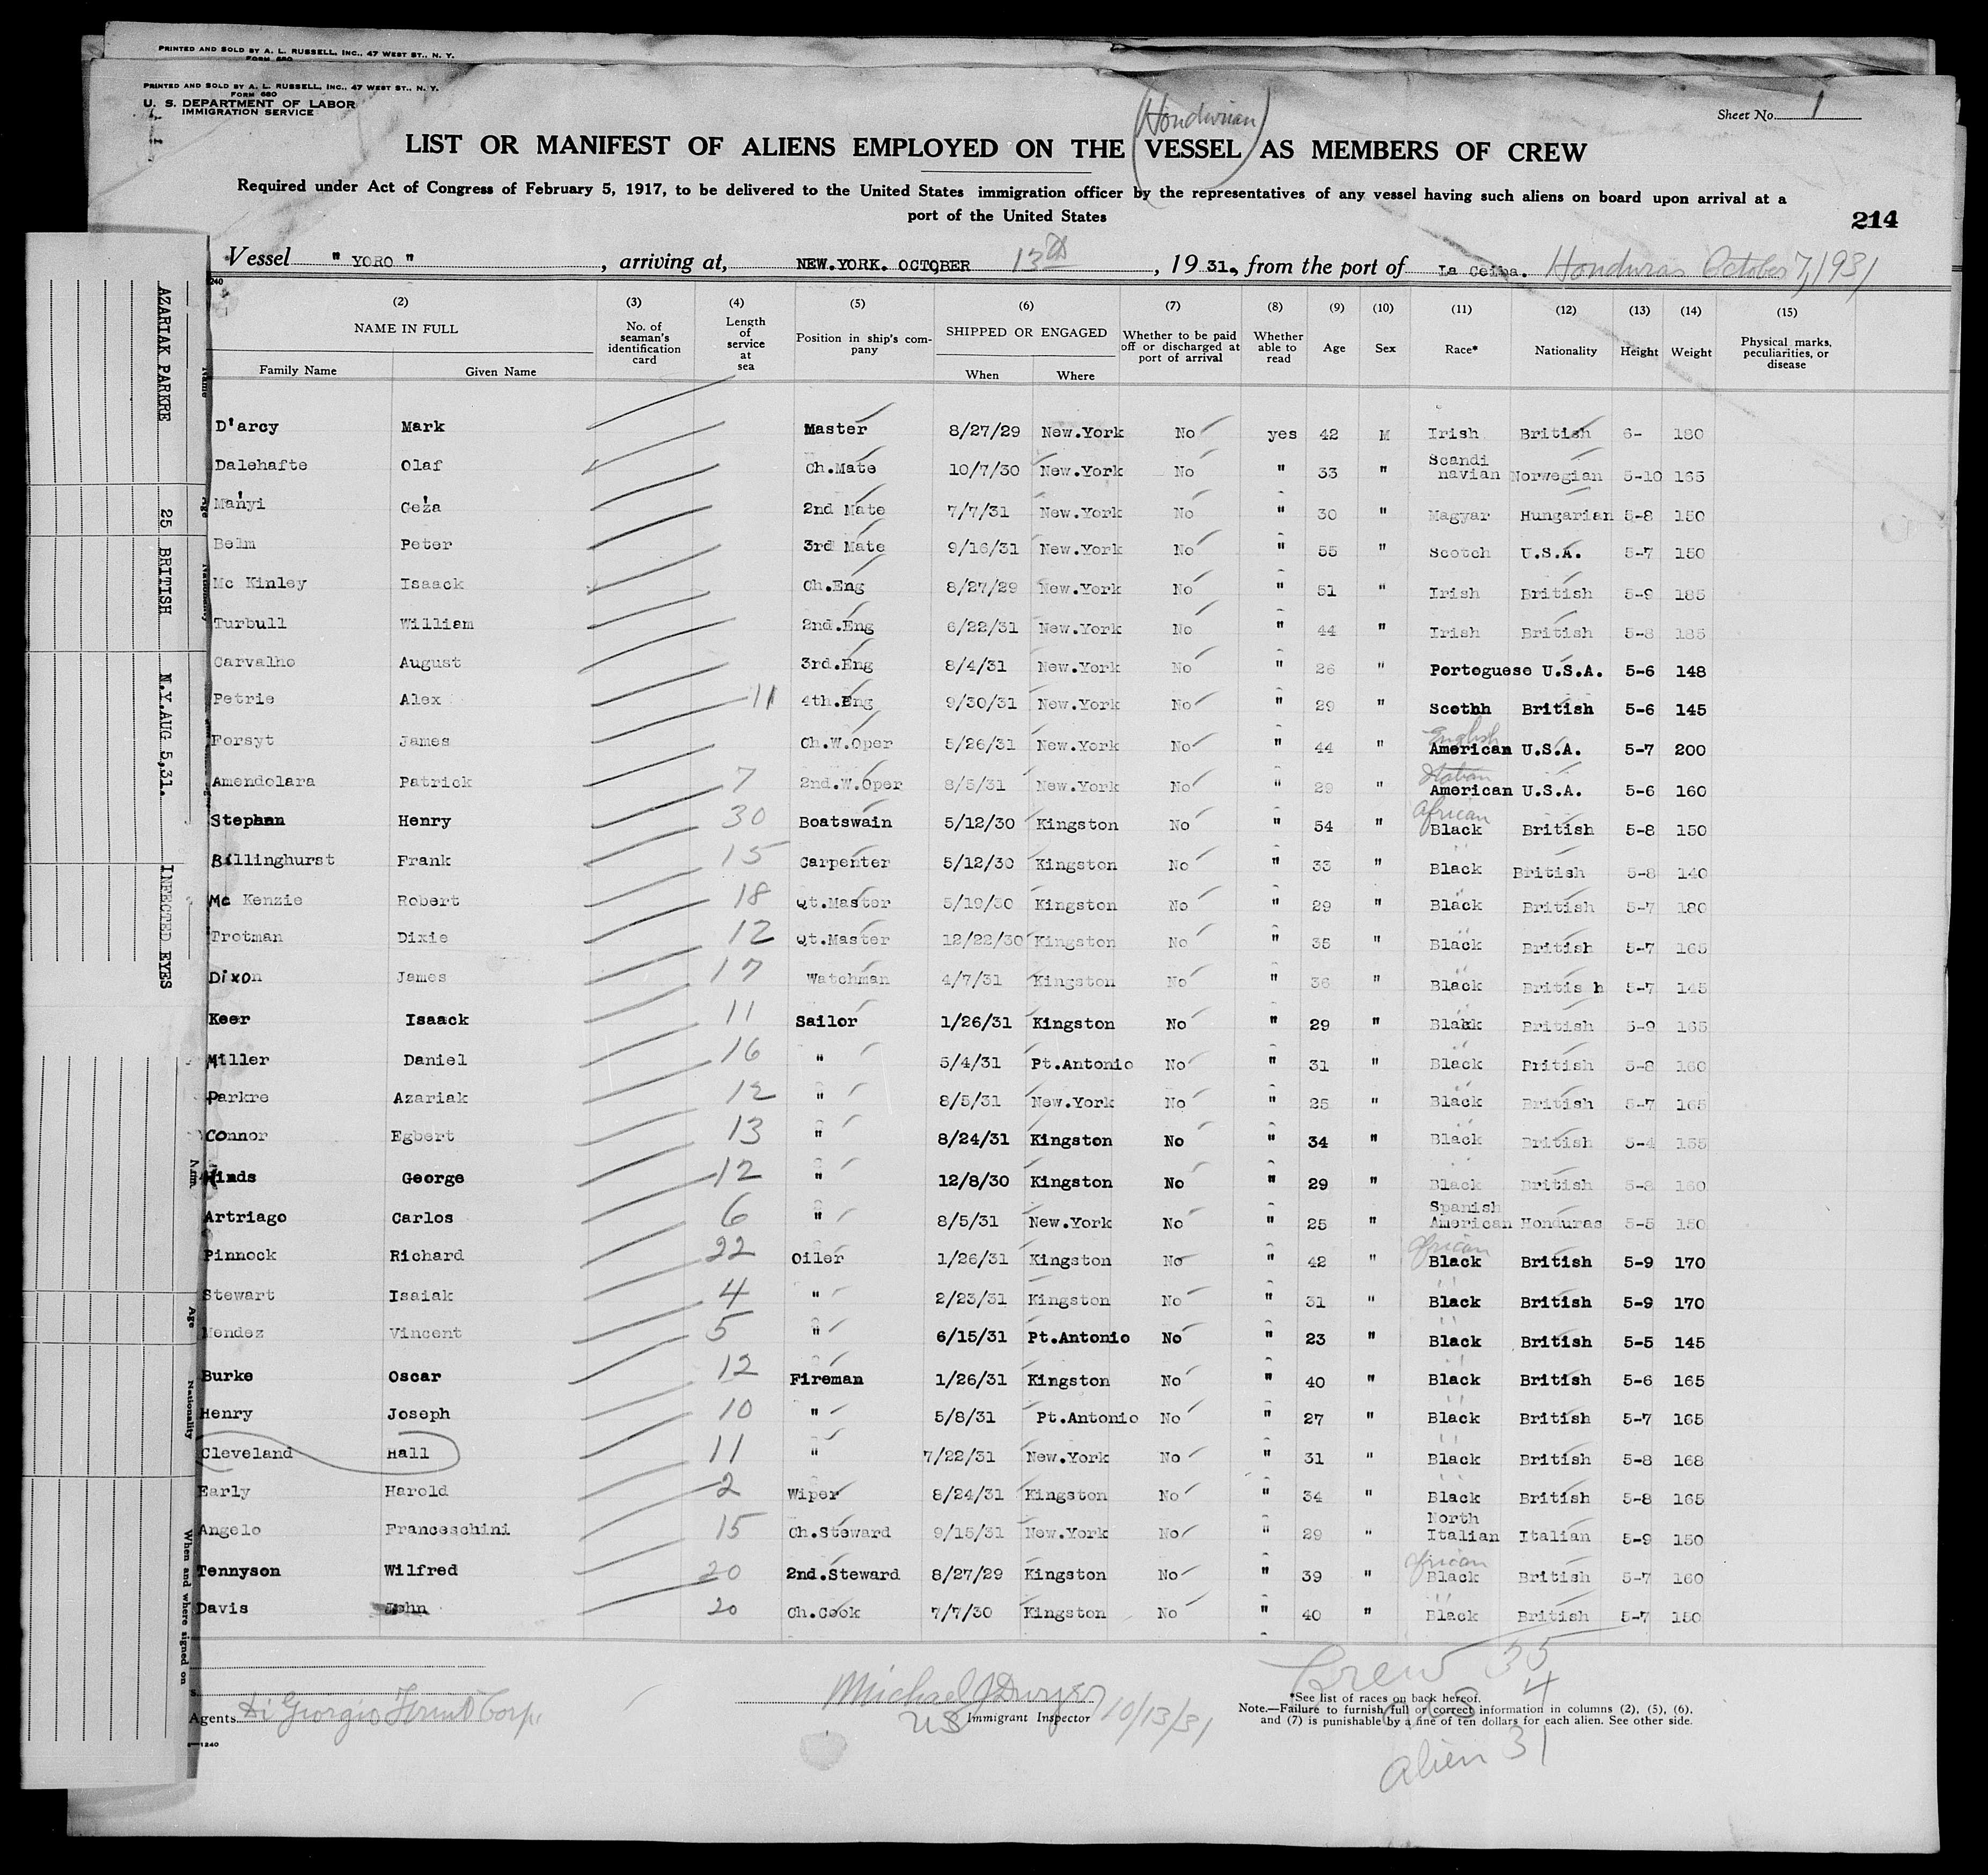 PRINTED AND SOLD BY A. L. RUSSELL, INC., 47 WEST ST., N. Y.
FORM 680
PRINTED AND SOLD BY A. L. RUSSELL, INC., 47 WEST ST., N. Y.
FORM 680
U. S. DEPARTMENT OF LABOR
IMMIGRATION SERVICE
Sheet No. 1
(Honduran)
LIST OR MANIFEST OF ALIENS EMPLOYED ON THE VESSEL AS MEMBERS OF CREW
Required under Act of Congress of February 5, 1917, to be delivered to the United States immigration officer by the representatives of any vessel having such aliens on board upon arrival at a
port of the United States
214
Vessel " YORO " , arriving at, NEW.YORK. OCTOBER 13th , 1931., from the port of La Ceiba. Honduras October 7, 1931
240
(2) (3) (4) (5) (6) (7) (8) (9) (10) (11) (12) (13) (14) (15)
NAME IN FULL
Family Name Given Name
No. of seaman's identification card
Length of service at sea
Position in ship's company
SHIPPED OR ENGAGED
When Where
Whether to be paid off or discharged at port of arrival
Whether able to read
Age
Sex
Race*
Nationality
Height
Weight
Physical marks, peculiarities, or disease
D'arcy Mark Master 8/27/29 New.York No yes 42 M Irish British 6- 180
Dalehafte Olaf Ch.Mate 10/7/30 New.York No " 33 " Scandi navian Norwegian 5-10 165
Mányi Géza 2nd Mate 7/7/31 New.York No " 30 " Magyar Hungarian 5-8 150
Belm Peter 3rd Mate 9/16/31 New.York No " 55 " Scotch U.S.A. 5-7 150
Mc Kinley Isaack Ch.Eng 8/27/29 New.York No " 51 " Irish British 5-9 185
Turbull William 2nd.Eng 6/22/31 New.York No " 44 " Irish British 5-8 185
Carvalho August 3rd.Eng 8/4/31 New.York No " 26 " Portoguese U.S.A. 5-6 148
Petrie Alex 11 4th.Eng 9/30/31 New.York No " 29 " Scothh British 5-6 145
Forsyt James Ch.W.Oper 5/26/31 New.York No " 44 " English American U.S.A. 5-7 200
Amendolara Patrick 7 2nd.W.Oper 8/5/31 New.York No " 29 " Italian American U.S.A. 5-6 160
Stephan Henry 30 Boatswain 5/12/30 Kingston No " 54 " African Black British 5-8 150
Billinghurst Frank 15 Carpenter 5/12/30 Kingston No " 33 " Black British 5-8 140
Mc Kenzie Robert 18 Qt.Master 5/19/30 Kingston No " 29 " Black British 5-7 180
Trotman Dixie 12 Qt.Master 12/22/30 Kingston No " 35 " Black British 5-7 165
Dixon James 17 Watchman 4/7/31 Kingston No " 36 " Black Britis h 5-7 145
Keer Isaack 11 Sailor 1/26/31 Kingston No " 29 " Black British 5-9 165
Miller Daniel 16 " 5/4/31 Pt.Antonio No " 31 " Black British 5-8 160
Parkre Azariak 12 " 8/5/31 New.York No " 25 " Black British 5-7 165
Connor Egbert 13 " 8/24/31 Kingston No " 34 " Black British 5-4 155
Hinds George 12 " 12/8/30 Kingston No " 29 " Black British 5-8 160
Artriago Carlos 6 " 8/5/31 New.York No " 25 " Spanish American Honduras 5-5 150
Pinnock Richard 22 Oiler 1/26/31 Kingston No " 42 " African Black British 5-9 170
Stewart Isaiak 4 " 2/23/31 Kingston No " 31 " Black British 5-9 170
Mendez Vincent 5 " 6/15/31 Pt.Antonio No " 23 " Black British 5-5 145
Burke Oscar 12 Fireman 1/26/31 Kingston No " 40 " Black British 5-6 165
Henry Joseph 10 " 5/8/31 Pt.Antonio No " 27 " Black British 5-7 165
Cleveland Hall 11 " 7/22/31 New.York No " 31 " Black British 5-8 168
Early Harold 2 Wiper 8/24/31 Kingston No " 34 " Black British 5-8 165
Angelo Franceschini 15 Ch.Steward 9/15/31 New.York No " 29 " North Italian Italian 5-9 150
Tennyson Wilfred 20 2nd.Steward 8/27/29 Kingston No " 39 " African Black British 5-7 160
Davis John 20 Ch.Cook 7/7/30 Kingston No " 40 " Black British 5-7 150
Crew 35
US 4
Alien 31
Agents Di Giorgio Fruit Corp.
Michael J Dwyer 10/13/31
US Immigrant Inspector
*See list of races on back hereof.
Note.—Failure to furnish full or correct information in columns (2), (5), (6), and (7) is punishable by a fine of ten dollars for each alien. See other side.
1240
AZARIAK PARKRE 25 BRITISH N.Y.AUG 5,31. INFECTED EYES
Name
Age
Nationality
Age
Nationality
When and where signed on